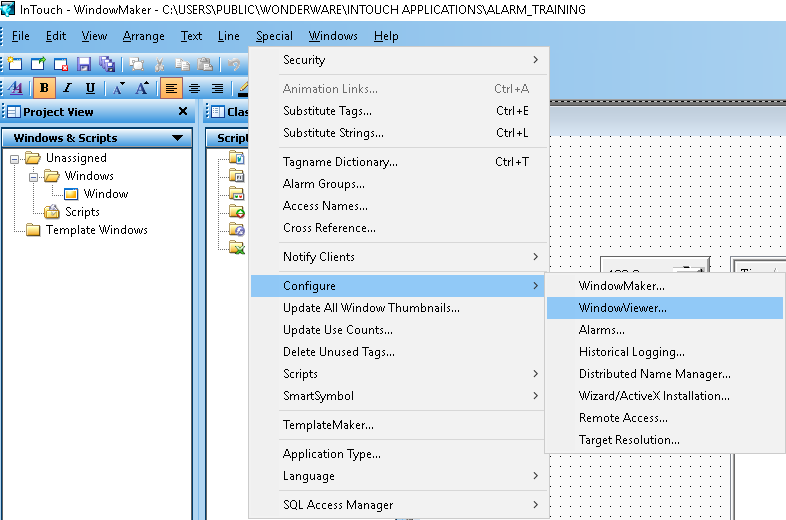 InTouch - WindowMaker - C:\USERS\PUBLIC\WONDERWARE\INTOUCH APPLICATIONS\ALARM_TRAINING
File Edit View Arrange Text Line Special Windows Help
B I U A A
Project View
Windows & Scripts
Unassigned
Windows
Window
Scripts
Template Windows
Clas
Script
Security
Animation Links... Ctrl+A
Substitute Tags... Ctrl+E
Substitute Strings... Ctrl+L
Tagname Dictionary... Ctrl+T
Alarm Groups...
Access Names...
Cross Reference...
Notify Clients
Configure
Update All Window Thumbnails...
Update Use Counts...
Delete Unused Tags...
Scripts
SmartSymbol
TemplateMaker...
Application Type...
Language
SQL Access Manager
WindowMaker...
WindowViewer...
Alarms...
Historical Logging...
Distributed Name Manager...
Wizard/ActiveX Installation...
Remote Access...
Target Resolution...